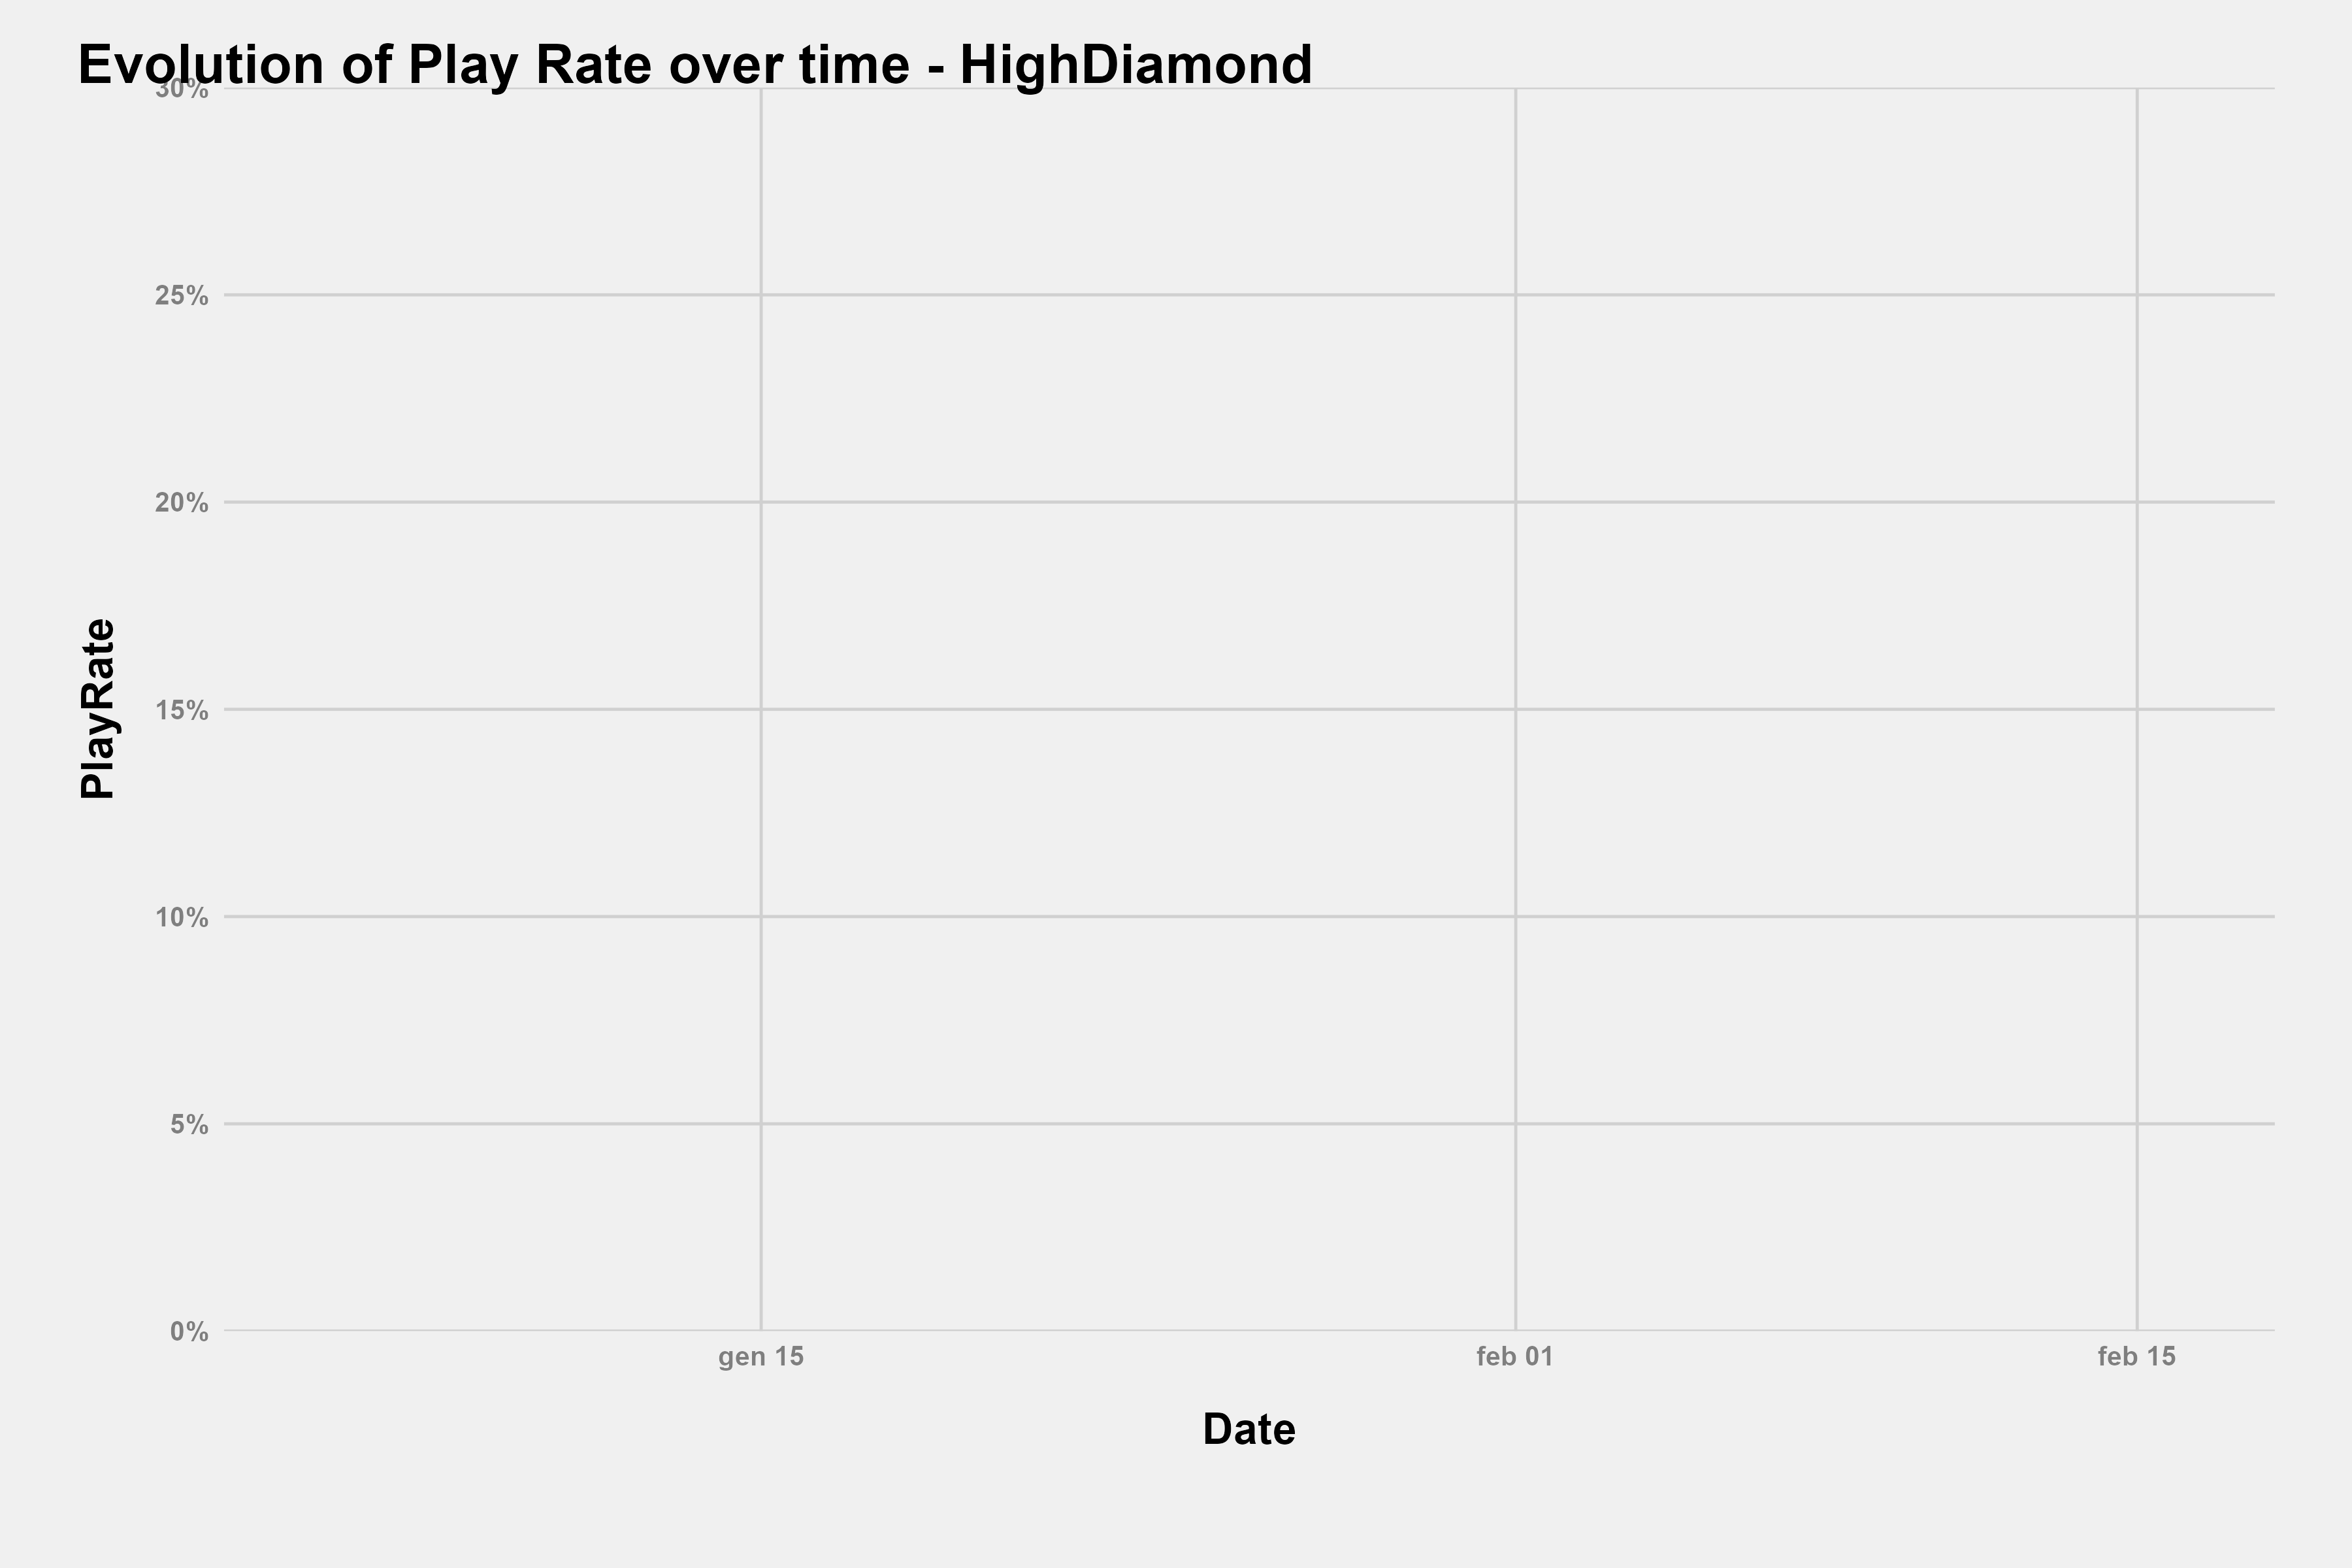 Evolution of Play Rate over time - HighDiamond
30%
25%
20%
15%
10%
5%
0%
PlayRate
gen 15
feb 01
feb 15
Date